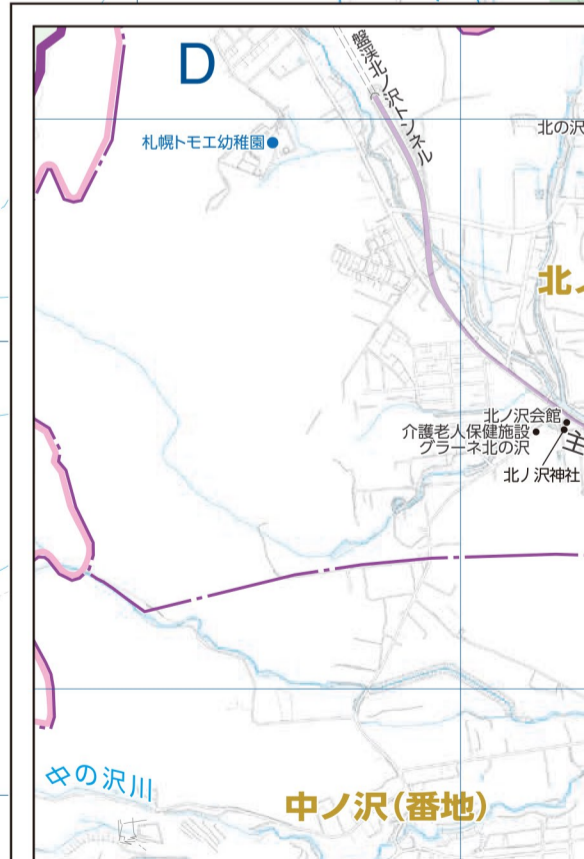 D
盤渓北ノ沢トンネル
札幌トモエ幼稚園
北の沢
北ノ
北ノ沢会館
介護老人保健施設
グラーネ北の沢
主
北ノ沢神社
中の沢川
中ノ沢(番地)